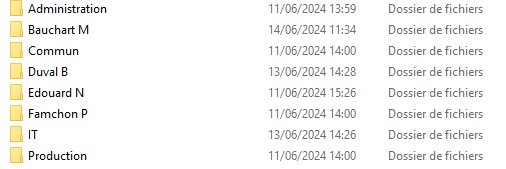 Administration 11/06/2024 13:59 Dossier de fichiers
Bauchart M 14/06/2024 11:34 Dossier de fichiers
Commun 11/06/2024 14:00 Dossier de fichiers
Duval B 13/06/2024 14:28 Dossier de fichiers
Edouard N 11/06/2024 15:26 Dossier de fichiers
Famchon P 11/06/2024 14:00 Dossier de fichiers
IT 13/06/2024 14:26 Dossier de fichiers
Production 11/06/2024 14:00 Dossier de fichiers